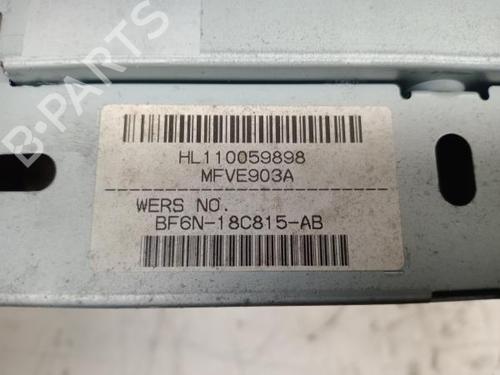 B-PARTS
HL110059898
MFVE903A
WERS NO.
BF6N-18C815-AB